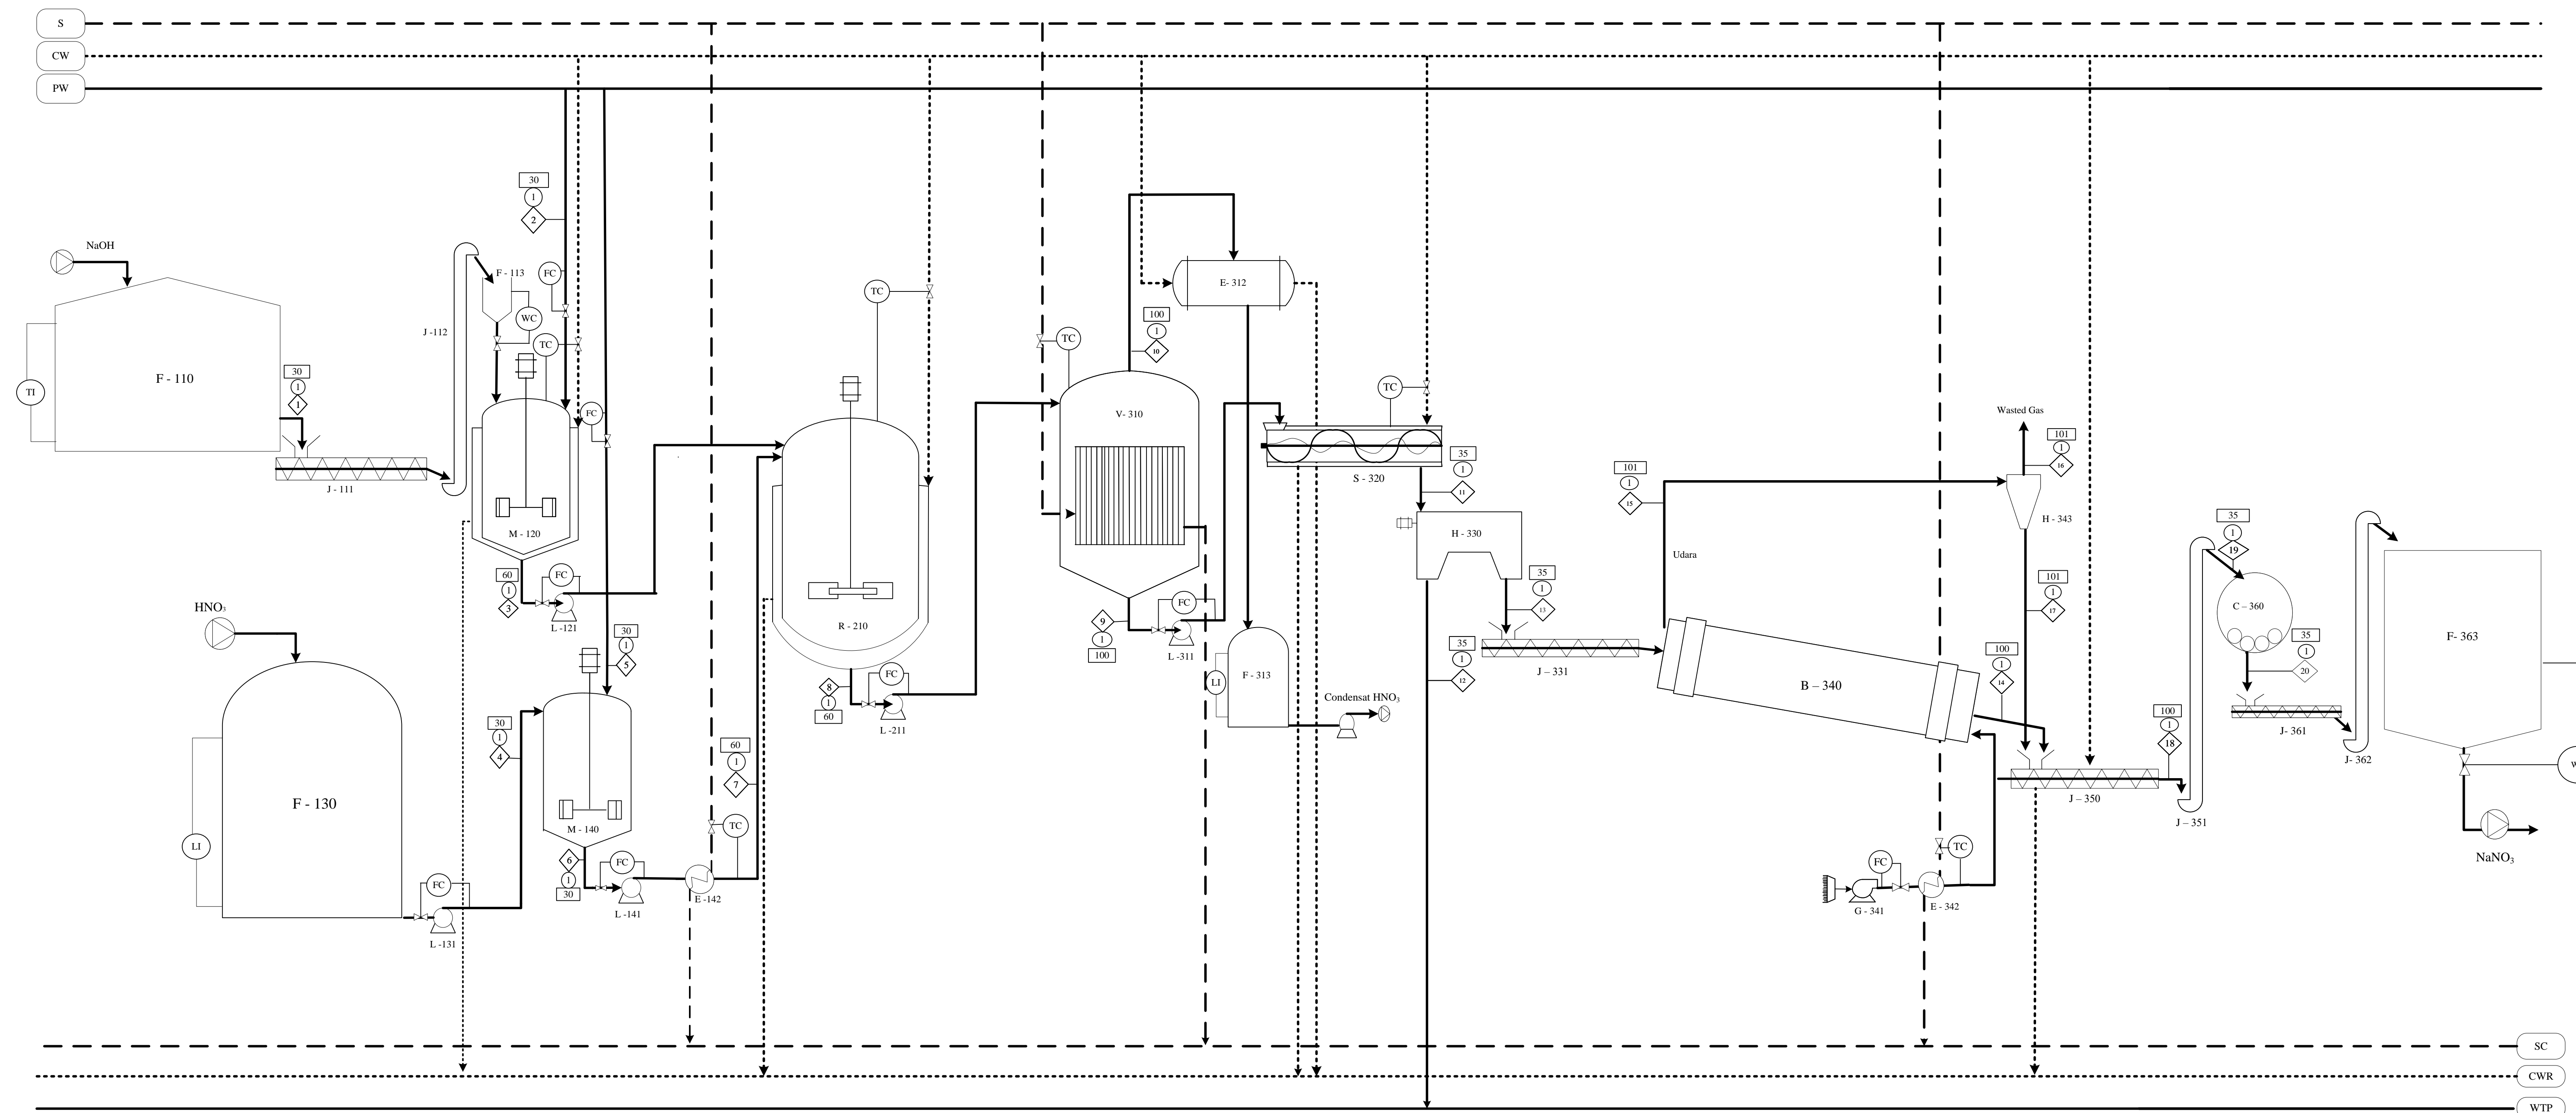 S
CW
PW
NaOH
F - 110
TI
30
1
1
J - 111
J -112
F - 113
WC
30
1
2
FC
TC
FC
M - 120
60
1
3
FC
L -121
HNO₃
F - 130
LI
FC
L -131
30
1
4
30
1
5
M - 140
6
1
30
FC
L -141
E -142
TC
60
1
7
TC
R - 210
8
1
60
FC
L -211
TC
V- 310
100
1
10
E- 312
9
1
100
FC
L -311
LI
F - 313
Condensat HNO₃
TC
S - 320
35
1
11
H - 330
35
1
12
35
1
13
J – 331
101
1
15
Udara
B – 340
Wasted Gas
101
1
16
H - 343
101
1
17
100
1
14
FC
TC
G - 341
E - 342
J – 350
100
1
18
J – 351
35
1
19
C – 360
35
1
20
J- 361
J- 362
F- 363
NaNO₃
SC
CWR
WTP